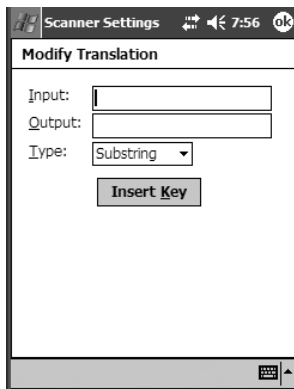 Scanner Settings 7:56 ok
Modify Translation
Input:
Output:
Type: Substring
Insert Key